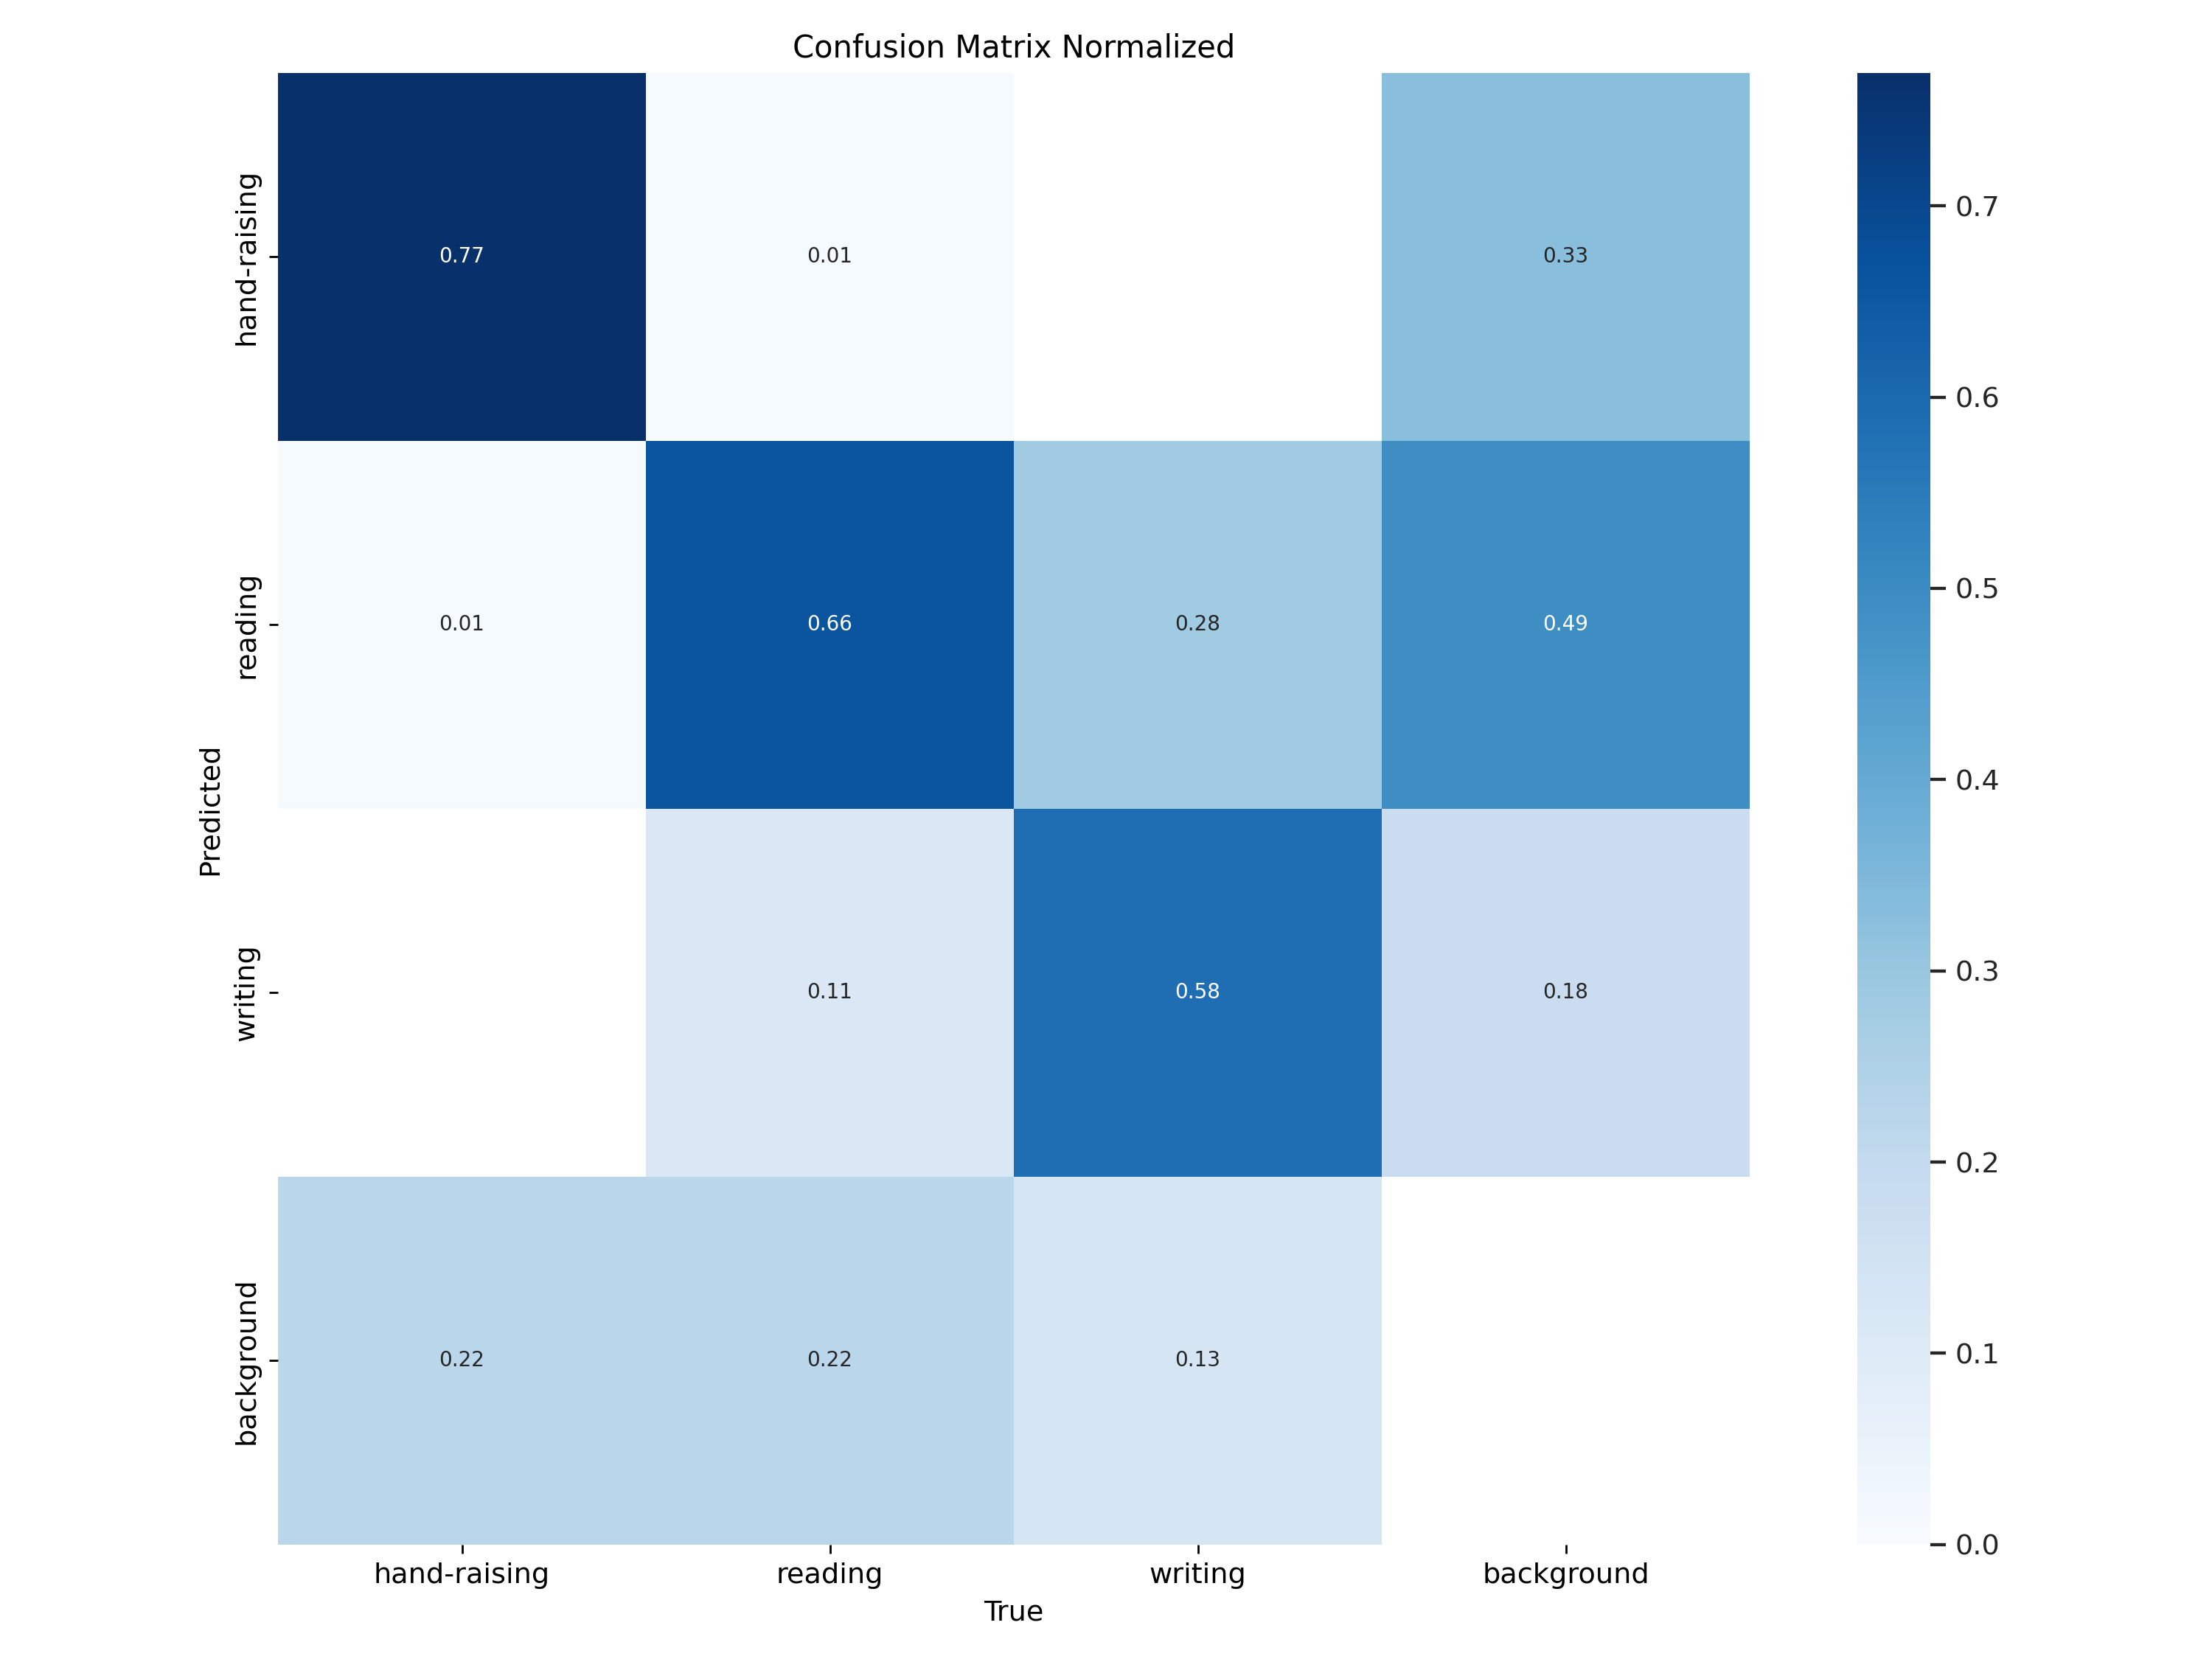 Confusion Matrix Normalized
hand-raising
0.77
0.01
0.33
reading
0.01
0.66
0.28
0.49
writing
0.11
0.58
0.18
background
0.22
0.22
0.13
Predicted
hand-raising
reading
writing
background
True
0.7
0.6
0.5
0.4
0.3
0.2
0.1
0.0